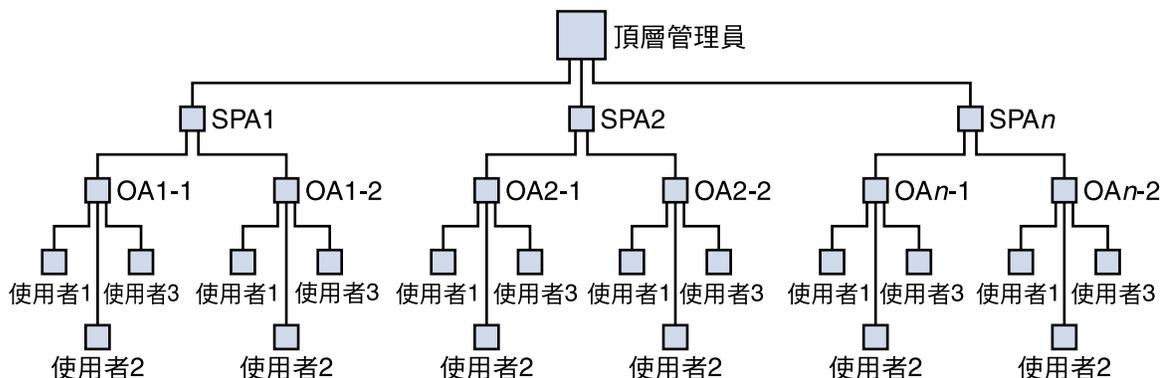 頂層管理員
SPA1 SPA2 SPAn
OA1-1 OA1-2 OA2-1 OA2-2 OAn-1 OAn-2
使用者1 使用者3 使用者1 使用者3 使用者1 使用者3 使用者1 使用者3 使用者1 使用者3 使用者1 使用者3
使用者2 使用者2 使用者2 使用者2 使用者2 使用者2